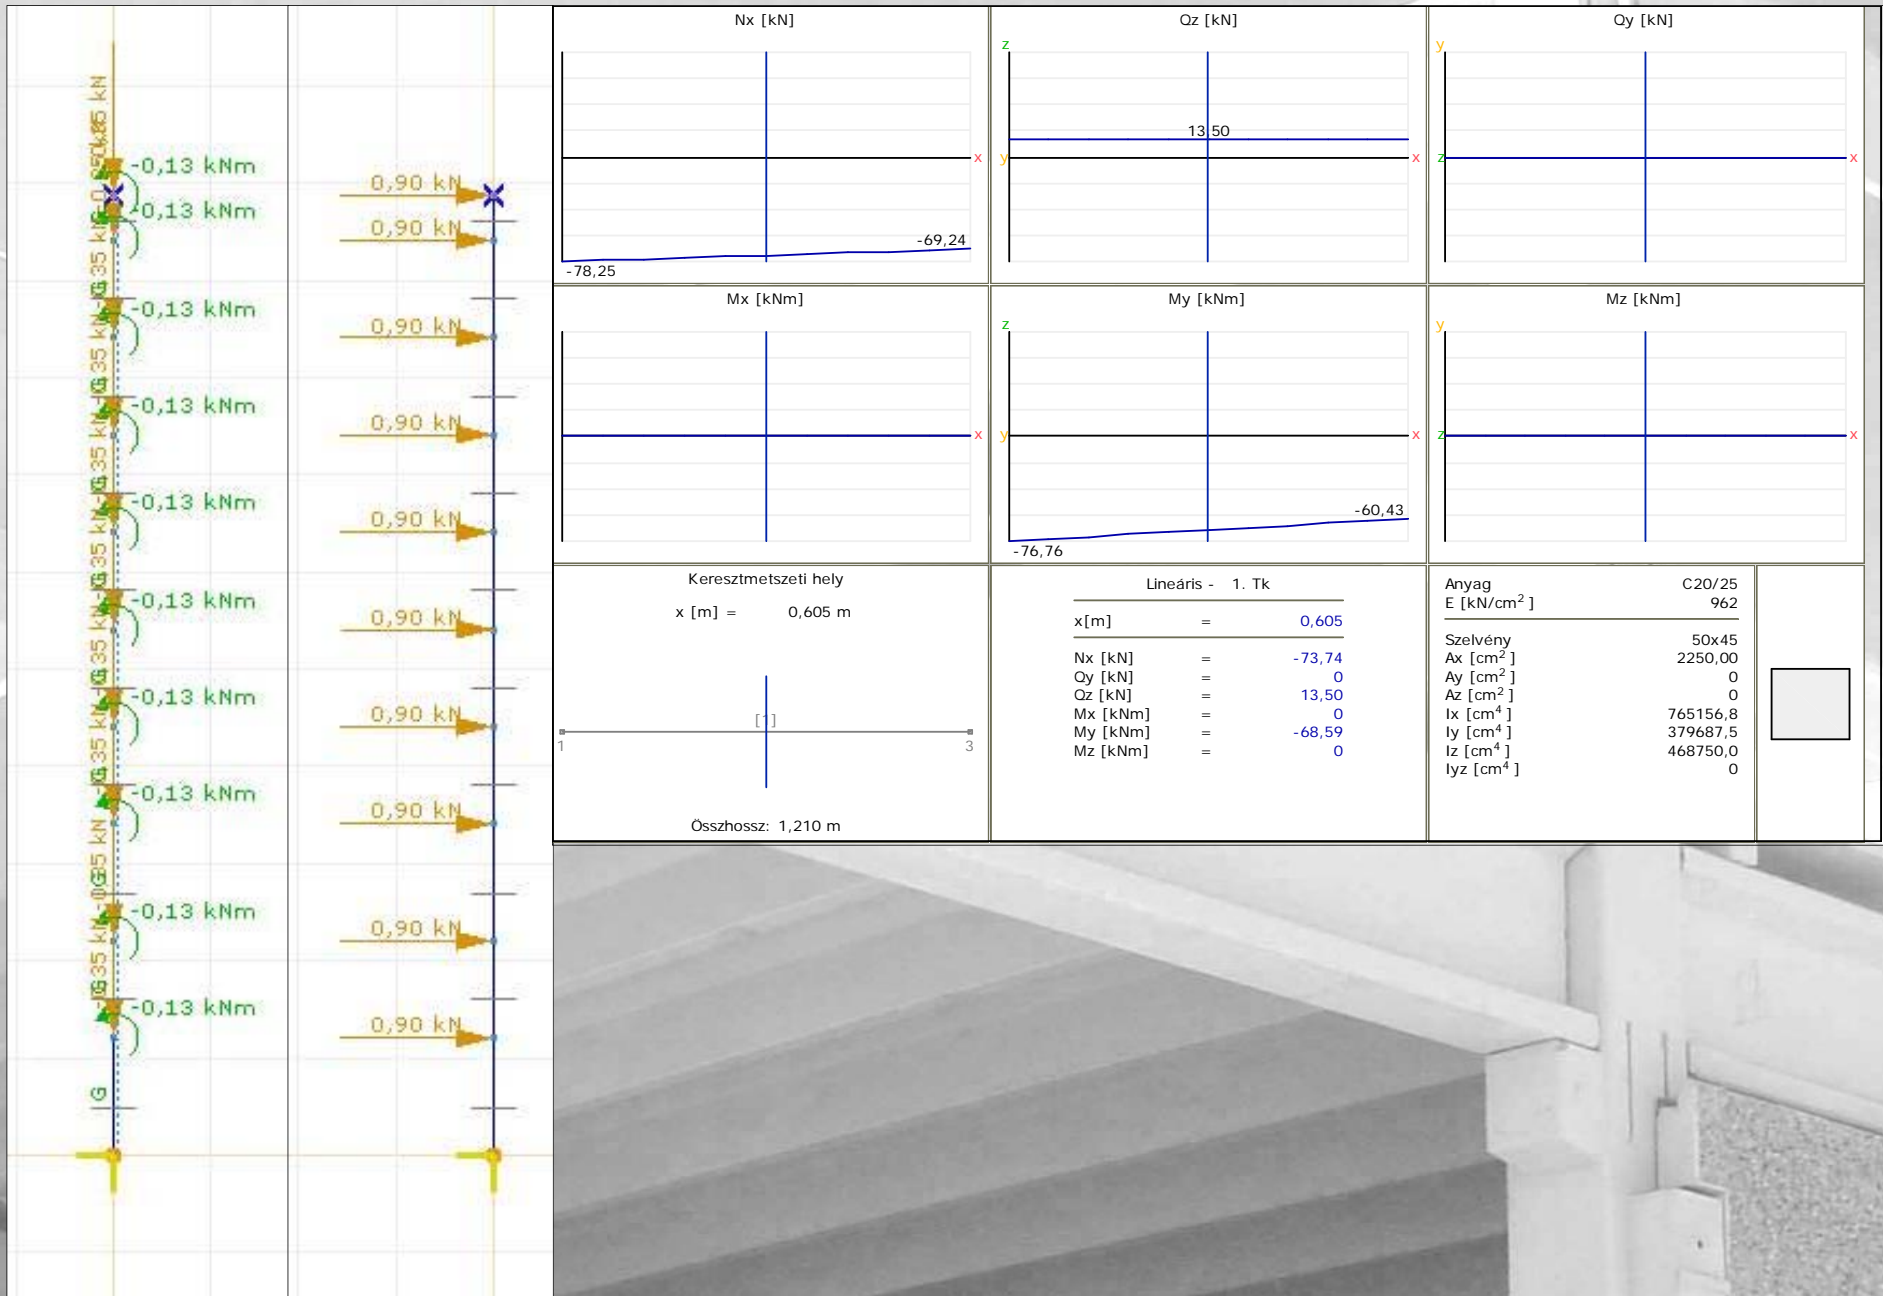 -0,13 kNm
-0,13 kNm
-0,13 kNm
-0,13 kNm
-0,13 kNm
-0,13 kNm
-0,13 kNm
-0,13 kNm
-0,13 kNm
-0,13 kNm
G
0,90 kN
0,90 kN
0,90 kN
0,90 kN
0,90 kN
0,90 kN
0,90 kN
0,90 kN
0,90 kN
0,90 kN
Nx [kN]
-78,25
-69,24
Qz [kN]
z
13,50
y
x
Qy [kN]
y
z
x
x
Mx [kNm]
x
My [kNm]
z
y
x
-76,76
-60,43
Mz [kNm]
y
z
x
Keresztmetszeti hely
x [m] = 0,605 m
[1]
1 3
Összhossz: 1,210 m
Lineáris - 1. Tk
x[m] = 0,605
Nx [kN] = -73,74
Qy [kN] = 0
Qz [kN] = 13,50
Mx [kNm] = 0
My [kNm] = -68,59
Mz [kNm] = 0
Anyag C20/25
E [kN/cm²] 962
Szelvény 50x45
Ax [cm²] 2250,00
Ay [cm²] 0
Az [cm²] 0
Ix [cm⁴] 765156,8
Iy [cm⁴] 379687,5
Iz [cm⁴] 468750,0
Iyz [cm⁴] 0